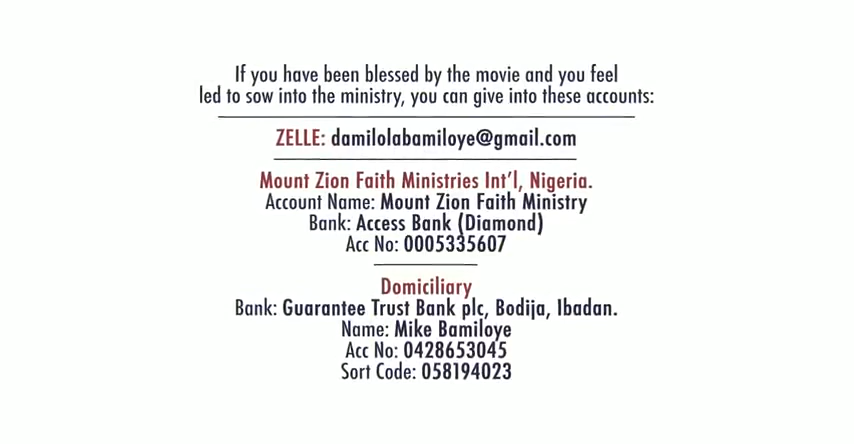 If you have been blessed by the movie and you feel
led to sow into the ministry, you can give into these accounts:
ZELLE: damilolabamiloye@gmail.com
Mount Zion Faith Ministries Int'l, Nigeria.
Account Name: Mount Zion Faith Ministry
Bank: Access Bank (Diamond)
Acc No: 0005335607
Domiciliary
Bank: Guarantee Trust Bank plc, Bodija, Ibadan.
Name: Mike Bamiloye
Acc No: 0428653045
Sort Code: 058194023